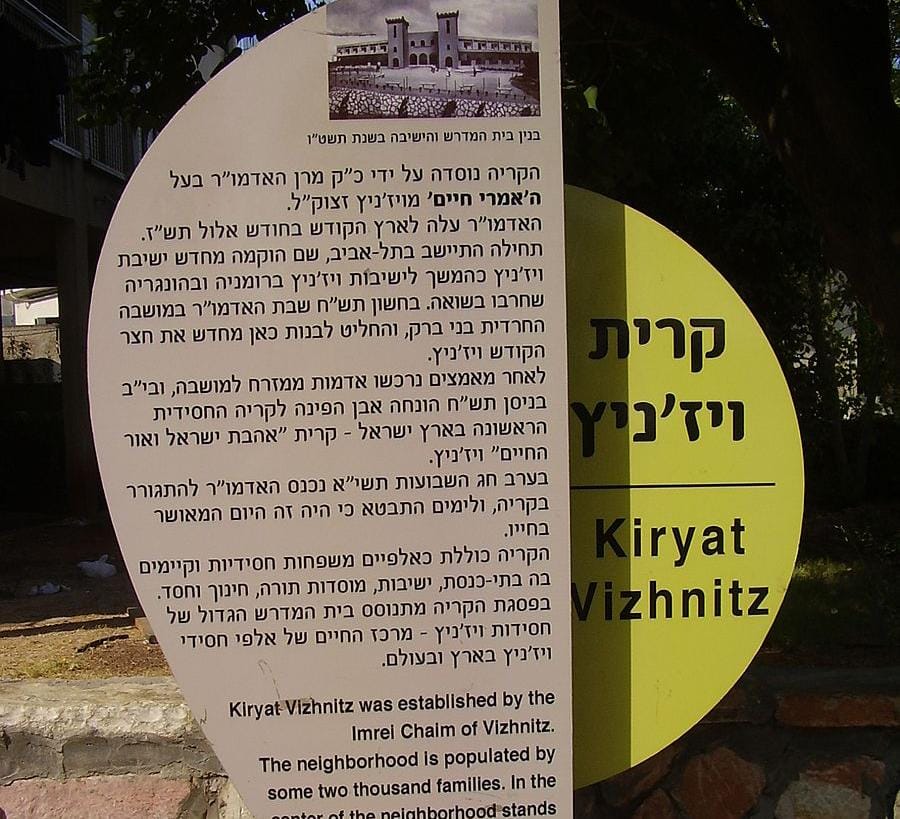 בנין בית המדרש והישיבה בשנת תשט"ו
הקריה נוסדה על ידי כ"ק מרן האדמו"ר בעל
ה'אמרי חיים' מויז'ניץ זצוק"ל.
האדמו"ר עלה לארץ הקודש בחודש אלול תש"ז.
תחילה התיישב בתל-אביב, שם הוקמה מחדש ישיבת
ויז'ניץ כהמשך לישיבות ויז'ניץ ברומניה ובהונגריה
שחרבו בשואה. בחשון תש"ח שבת האדמו"ר במושבה
החרדית בני ברק, והחליט לבנות כאן מחדש את חצר
הקודש ויז'ניץ.
לאחר מאמצים נרכשו אדמות ממזרח למושבה, ובי"ב
בניסן תש"ח הונחה אבן הפינה לקריה החסידית
הראשונה בארץ ישראל - קרית "אהבת ישראל ואור
החיים" ויז'ניץ.
בערב חג השבועות תשי"א נכנס האדמו"ר להתגורר
בקריה, ולימים התבטא כי היה זה היום המאושר
בחייו.
הקריה כוללת כאלפיים משפחות חסידיות וקיימים
בה בתי-כנסת, ישיבות, מוסדות תורה, חינוך וחסד.
בפסגת הקריה מתנוסס בית המדרש הגדול של
חסידות ויז'ניץ - מרכז החיים של אלפי חסידי
ויז'ניץ בארץ ובעולם.
Kiryat Vizhnitz was established by the
Imrei Chaim of Vizhnitz.
The neighborhood is populated by
some two thousand families. In the
center of the neighborhood stands
קרית
ויז'ניץ
Kiryat
Vizhnitz